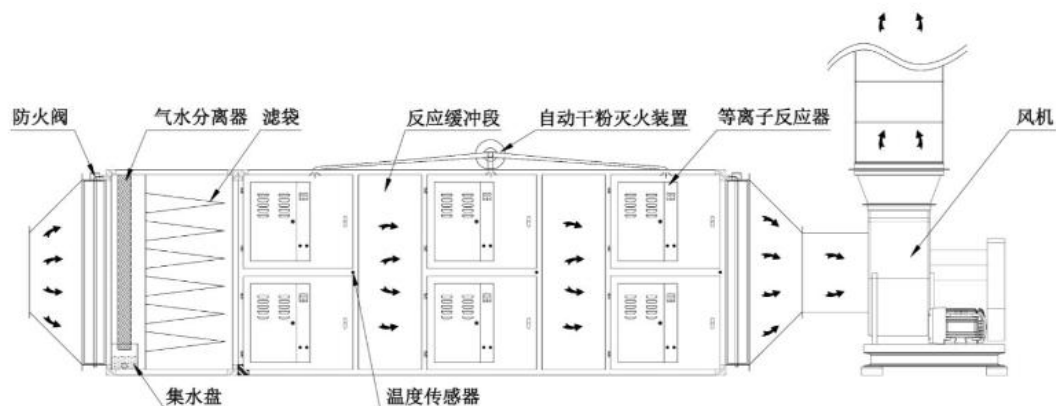 防火阀
气水分离器
滤袋
反应缓冲段
自动干粉灭火装置
等离子反应器
风机
集水盘
温度传感器